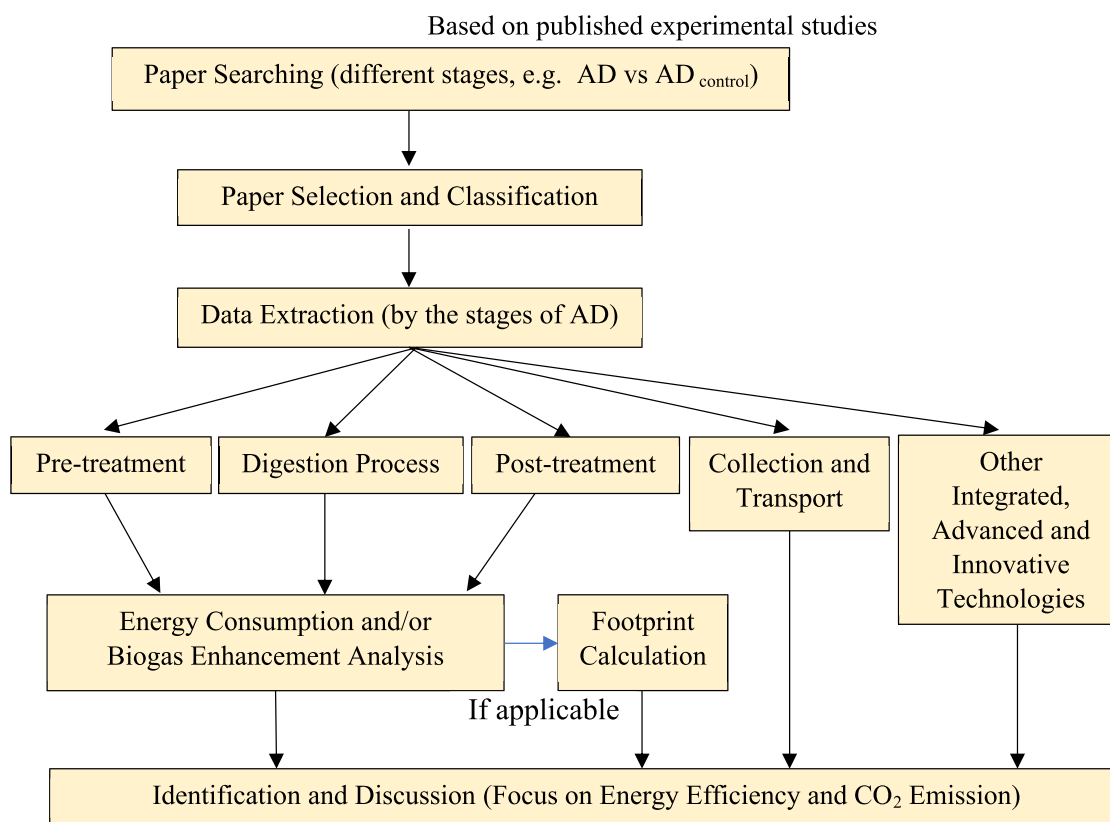 Based on published experimental studies
Paper Searching (different stages, e.g. AD vs AD control)
Paper Selection and Classification
Data Extraction (by the stages of AD)
Pre-treatment
Digestion Process
Post-treatment
Collection and
Transport
Other
Integrated,
Advanced and
Innovative
Technologies
Energy Consumption and/or
Biogas Enhancement Analysis
Footprint
Calculation
If applicable
Identification and Discussion (Focus on Energy Efficiency and CO₂ Emission)